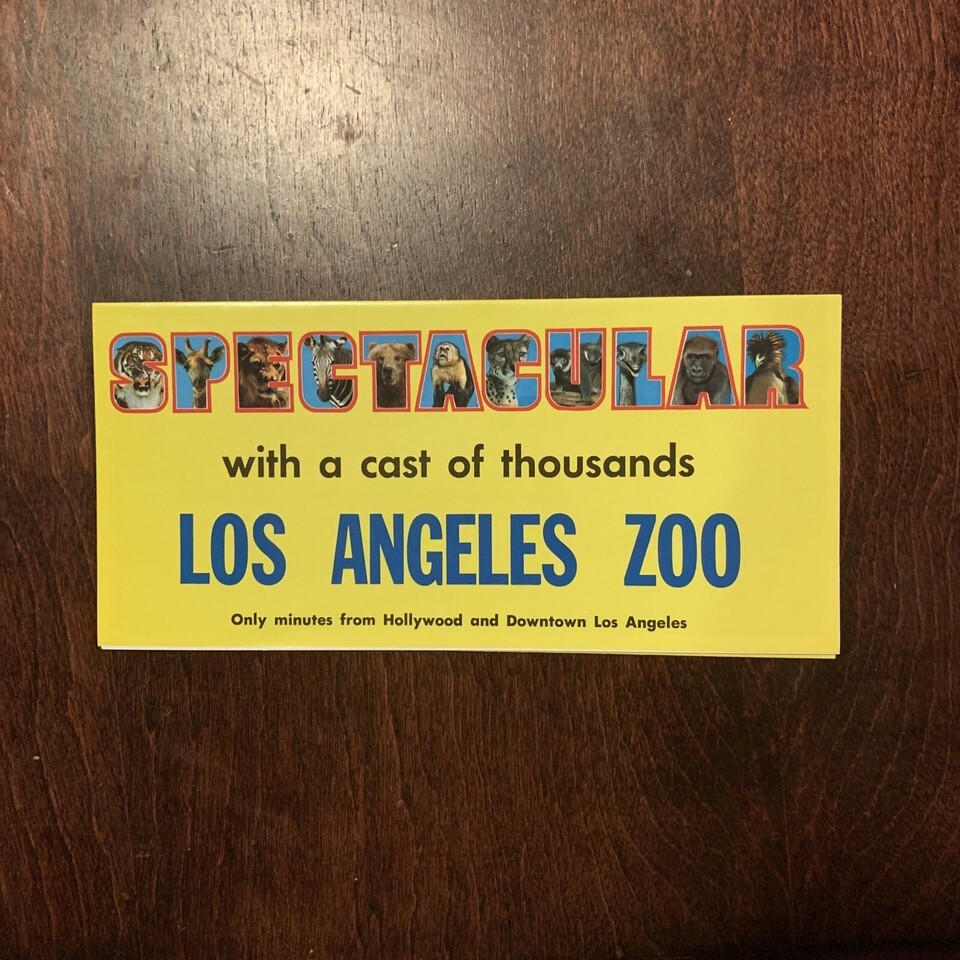 SPECTACULAR
with a cast of thousands
LOS ANGELES ZOO
Only minutes from Hollywood and Downtown Los Angeles